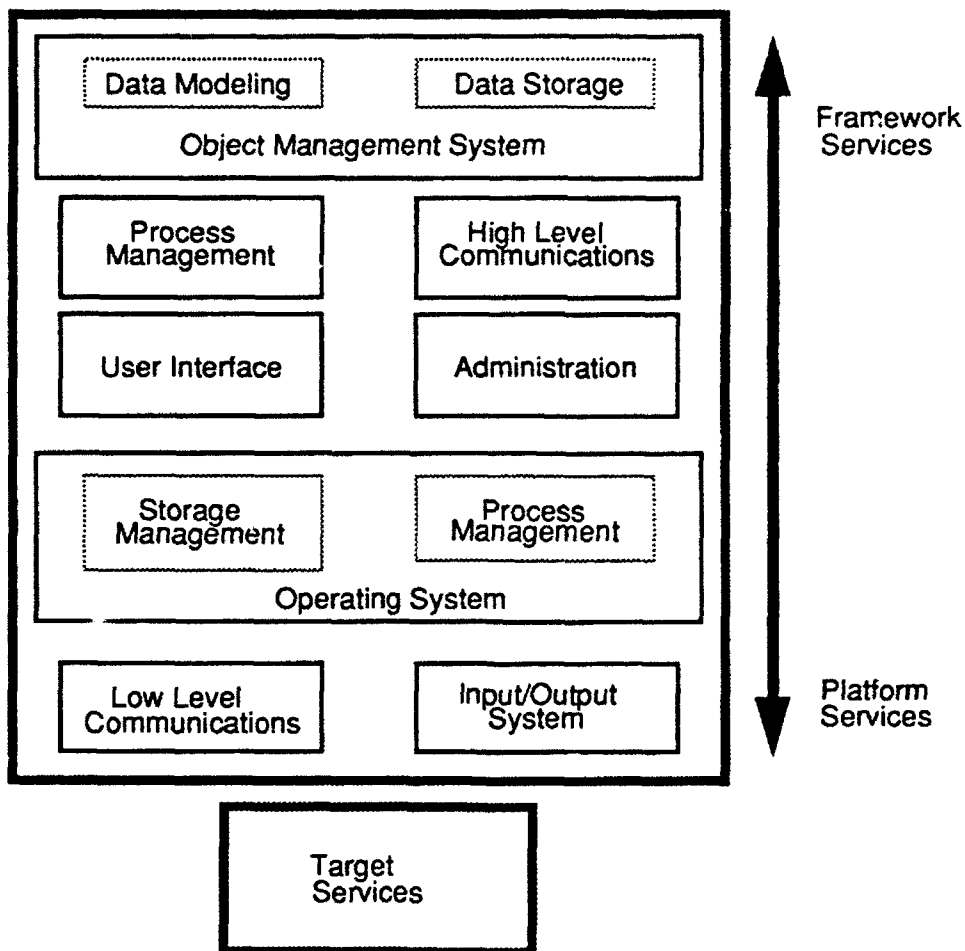 Data Modeling
Data Storage
Object Management System
Framework
Services
Process
Management
High Level
Communications
User Interface
Administration
Storage
Management
Process
Management
Operating System
Low Level
Communications
Input/Output
System
Platform
Services
Target
Services